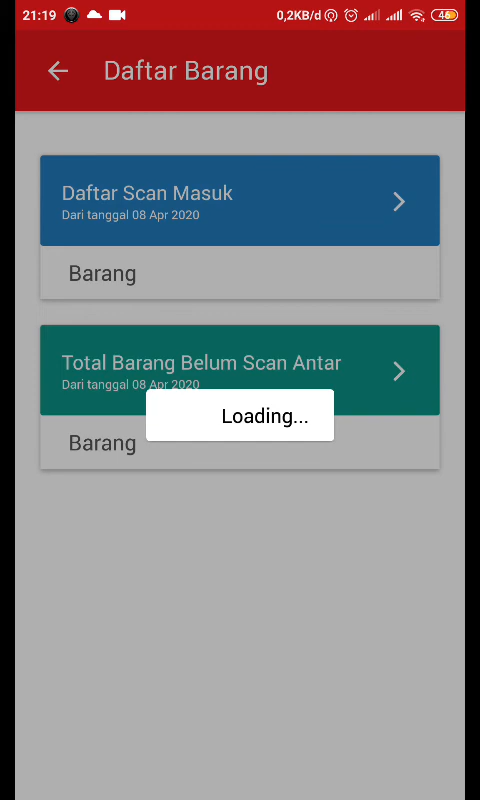 21:19 0,2KB/d 46
Daftar Barang
Daftar Scan Masuk
Dari tanggal 08 Apr 2020
Barang
Total Barang Belum Scan Antar
Dari tanggal 08 Apr 2020
Loading...
Barang